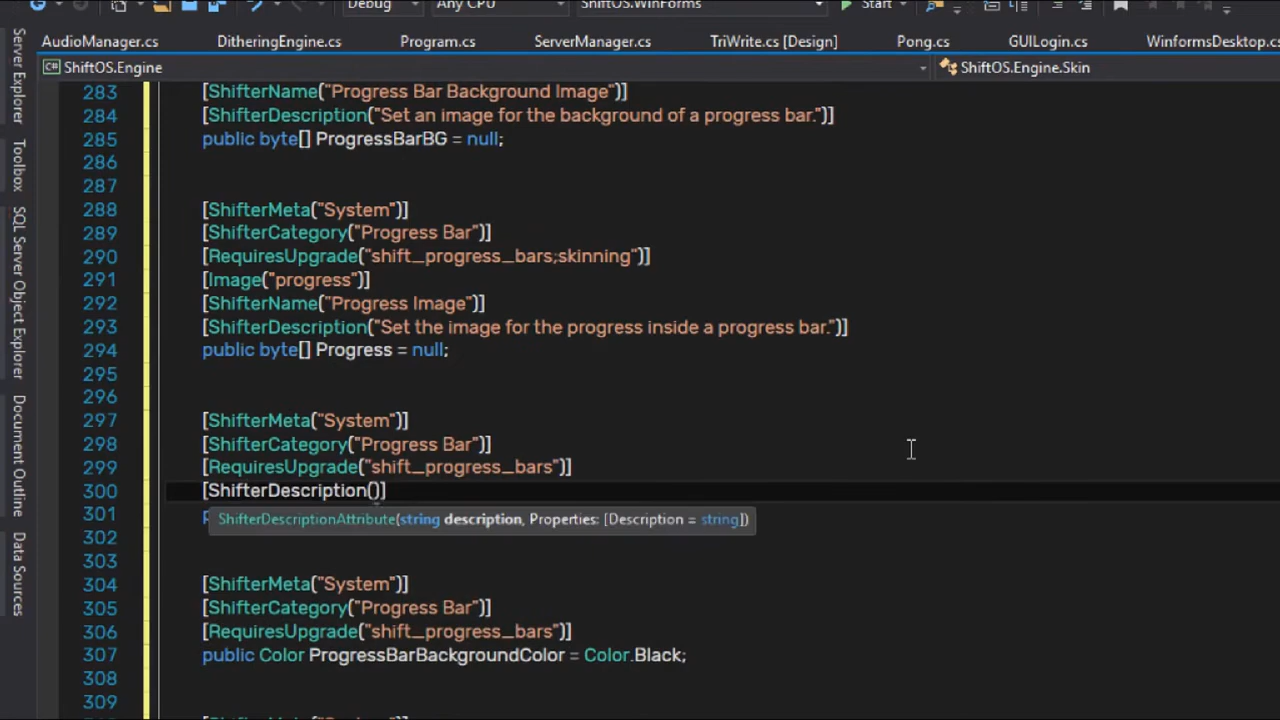 Debug Any CPU ShiftOS.WinForms Start
AudioManager.cs DitheringEngine.cs Program.cs ServerManager.cs TriWrite.cs [Design] Pong.cs GUILogin.cs WinformsDesktop.cs
C# ShiftOS.Engine ShiftOS.Engine.Skin
Server Explorer
Toolbox
SQL Server Object Explorer
Document Outline
Data Sources
283 [ShifterName("Progress Bar Background Image")]
284 [ShifterDescription("Set an image for the background of a progress bar.")]
285 public byte[] ProgressBarBG = null;
286
287
288 [ShifterMeta("System")]
289 [ShifterCategory("Progress Bar")]
290 [RequiresUpgrade("shift_progress_bars;skinning")]
291 [Image("progress")]
292 [ShifterName("Progress Image")]
293 [ShifterDescription("Set the image for the progress inside a progress bar.")]
294 public byte[] Progress = null;
295
296
297 [ShifterMeta("System")]
298 [ShifterCategory("Progress Bar")]
299 [RequiresUpgrade("shift_progress_bars")]
300 [ShifterDescription()]
301
ShifterDescriptionAttribute(string description, Properties: [Description = string])
302
303
304 [ShifterMeta("System")]
305 [ShifterCategory("Progress Bar")]
306 [RequiresUpgrade("shift_progress_bars")]
307 public Color ProgressBarBackgroundColor = Color.Black;
308
309